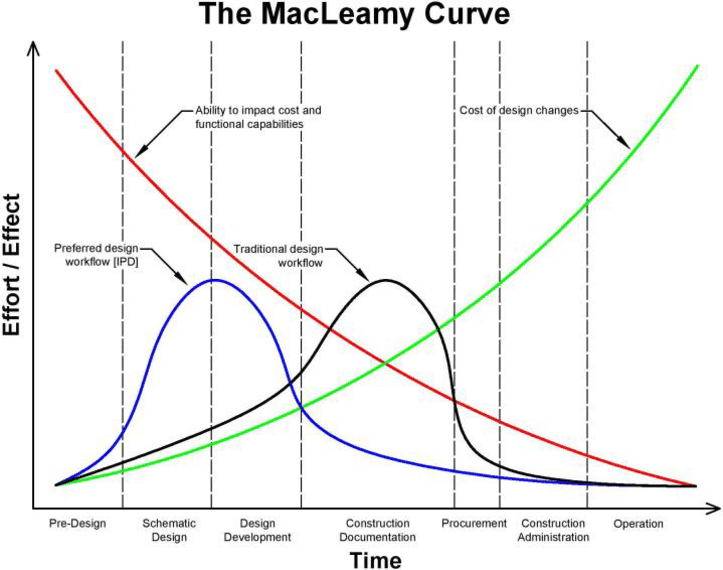 The MacLeamy Curve
Ability to impact cost and
functional capabilities
Cost of design changes
Preferred design
workflow [IPD]
Traditional design
workflow
Effort / Effect
Pre-Design
Schematic
Design
Design
Development
Construction
Documentation
Procurement
Construction
Administration
Operation
Time